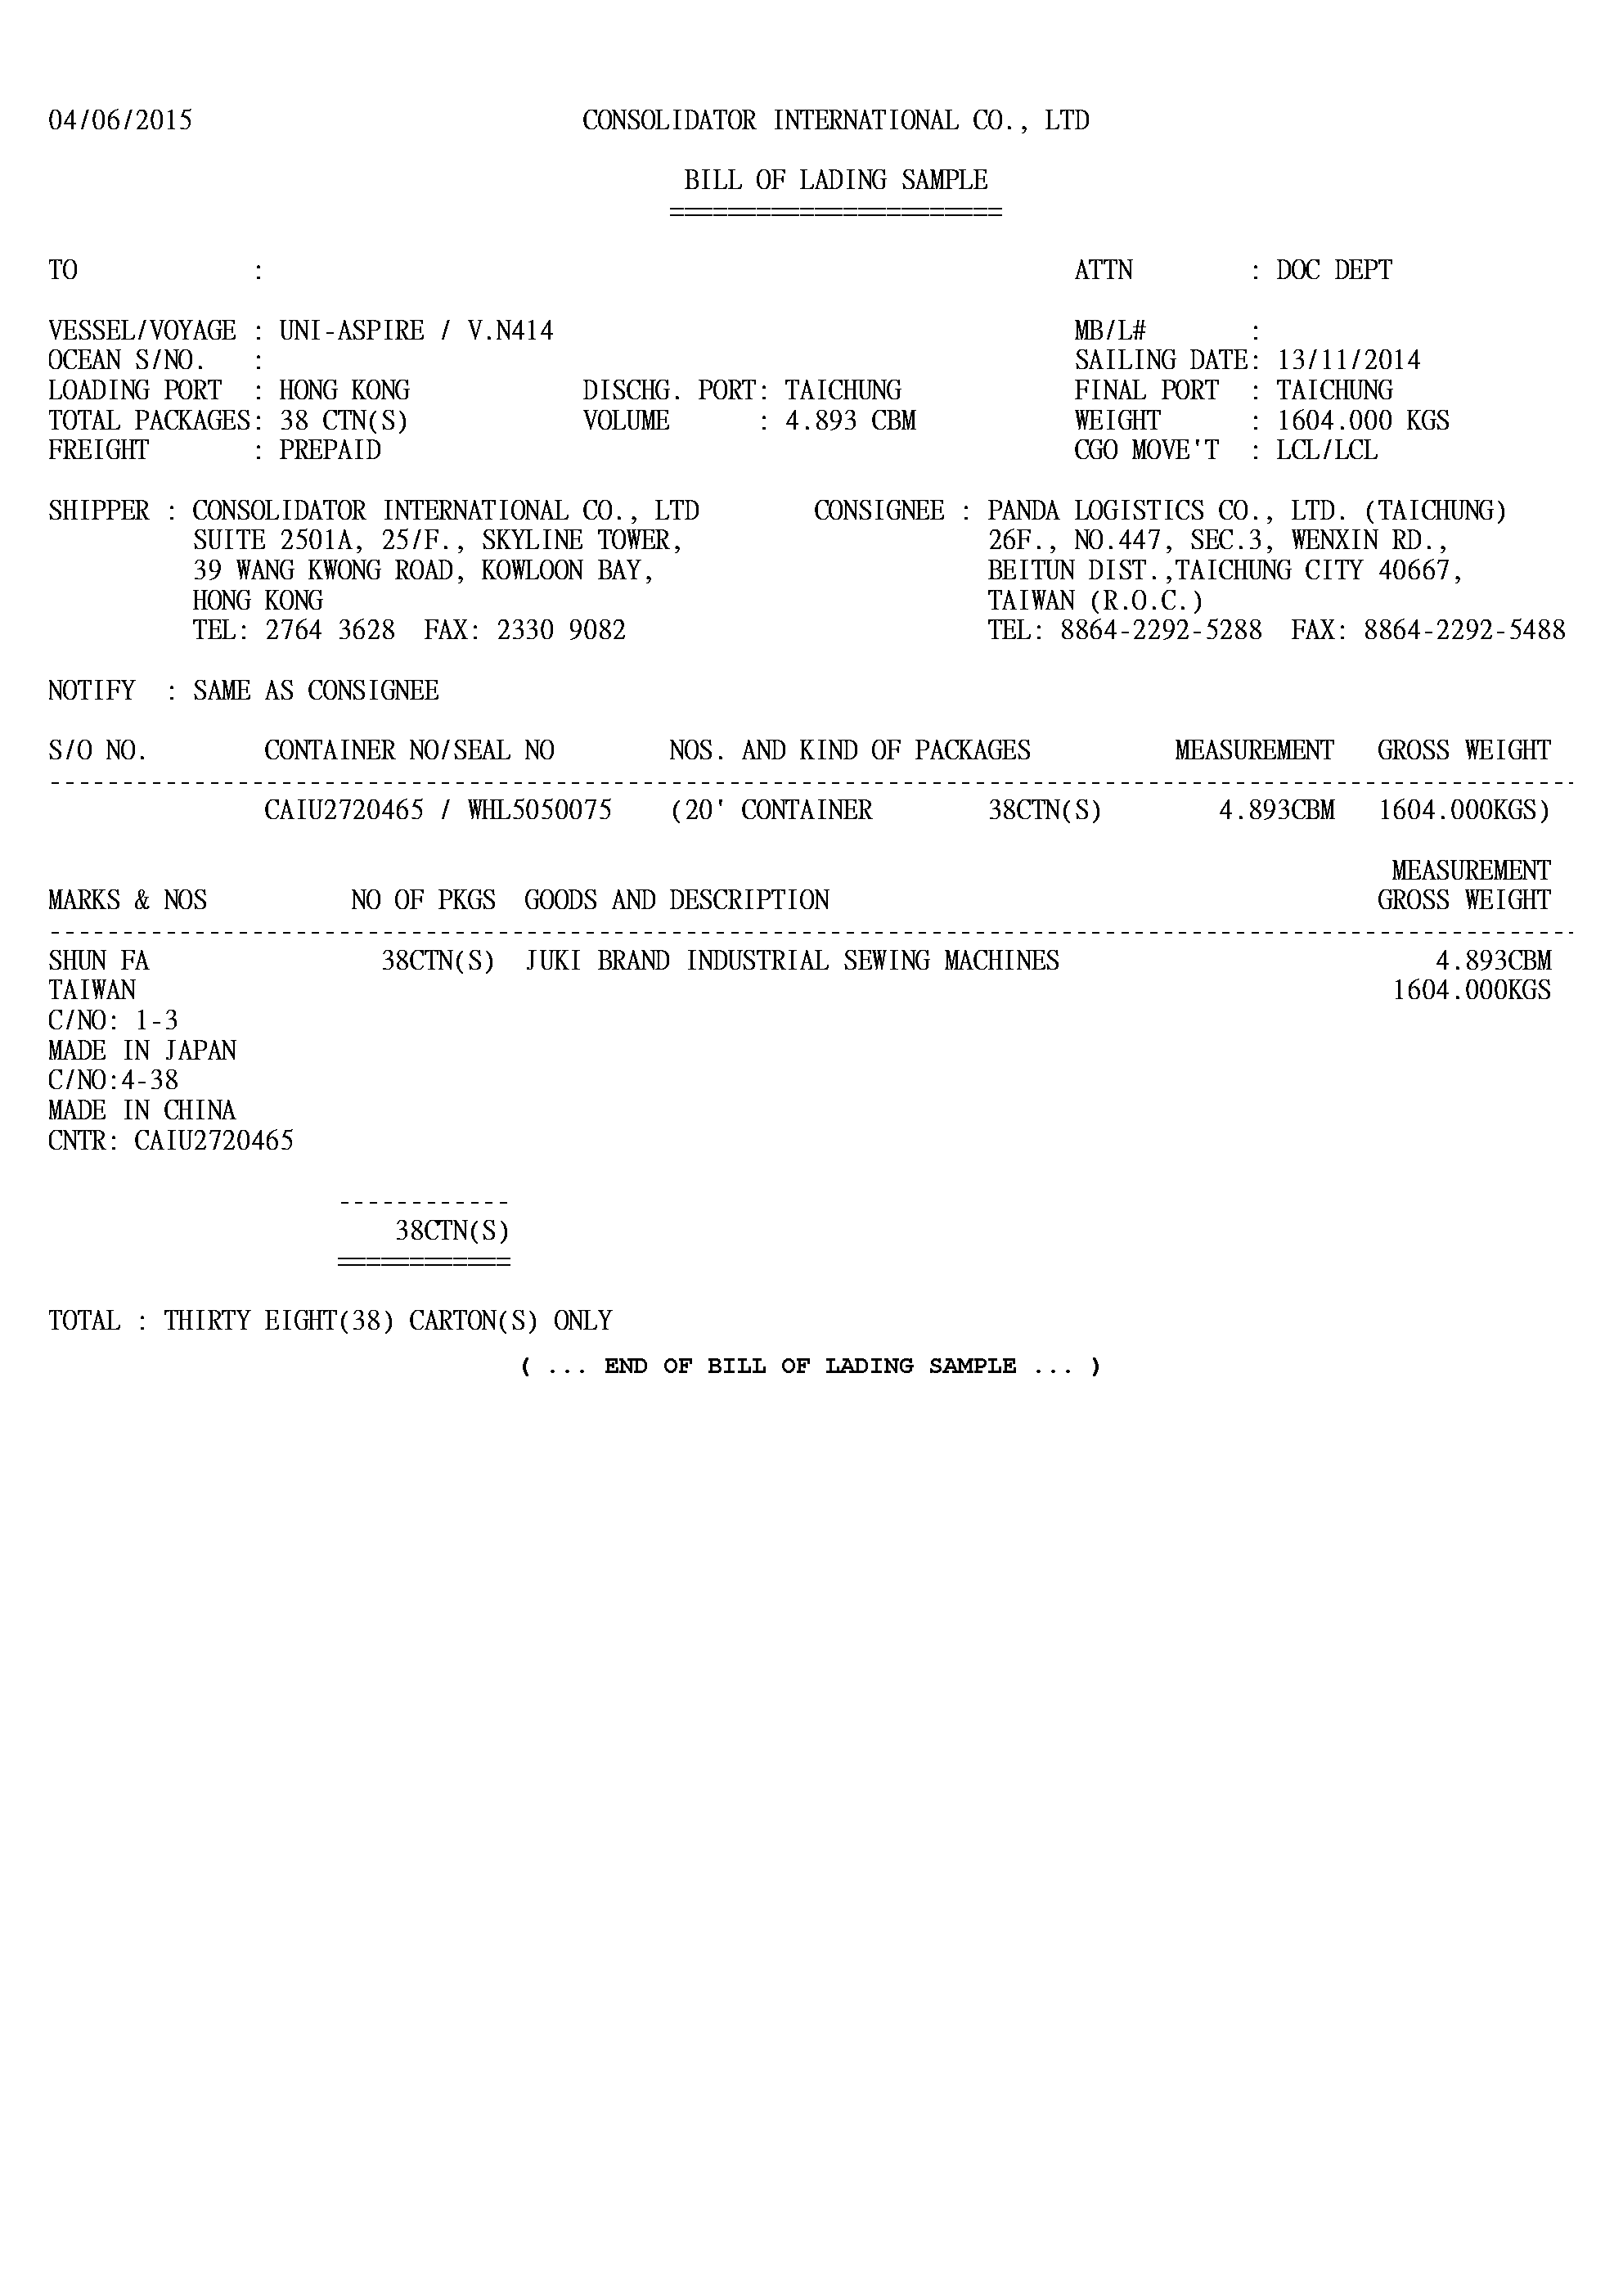 04/06/2015 CONSOLIDATOR INTERNATIONAL CO., LTD
BILL OF LADING SAMPLE
=======================
TO : ATTN : DOC DEPT
VESSEL/VOYAGE : UNI-ASPIRE / V.N414 MB/L# :
OCEAN S/NO. : SAILING DATE: 13/11/2014
LOADING PORT : HONG KONG DISCHG. PORT: TAICHUNG FINAL PORT : TAICHUNG
TOTAL PACKAGES: 38 CTN(S) VOLUME : 4.893 CBM WEIGHT : 1604.000 KGS
FREIGHT : PREPAID CGO MOVE'T : LCL/LCL
SHIPPER : CONSOLIDATOR INTERNATIONAL CO., LTD CONSIGNEE : PANDA LOGISTICS CO., LTD. (TAICHUNG)
SUITE 2501A, 25/F., SKYLINE TOWER, 26F., NO.447, SEC.3, WENXIN RD.,
39 WANG KWONG ROAD, KOWLOON BAY, BEITUN DIST.,TAICHUNG CITY 40667,
HONG KONG TAIWAN (R.O.C.)
TEL: 2764 3628 FAX: 2330 9082 TEL: 8864-2292-5288 FAX: 8864-2292-5488
NOTIFY : SAME AS CONSIGNEE
S/O NO. CONTAINER NO/SEAL NO NOS. AND KIND OF PACKAGES MEASUREMENT GROSS WEIGHT
CAIU2720465 / WHL5050075 (20' CONTAINER 38CTN(S) 4.893CBM 1604.000KGS)
MEASUREMENT
MARKS & NOS NO OF PKGS GOODS AND DESCRIPTION GROSS WEIGHT
SHUN FA 38CTN(S) JUKI BRAND INDUSTRIAL SEWING MACHINES 4.893CBM
TAIWAN 1604.000KGS
C/NO: 1-3
MADE IN JAPAN
C/NO:4-38
MADE IN CHINA
CNTR: CAIU2720465
------------
38CTN(S)
============
TOTAL : THIRTY EIGHT(38) CARTON(S) ONLY
( ... END OF BILL OF LADING SAMPLE ... )